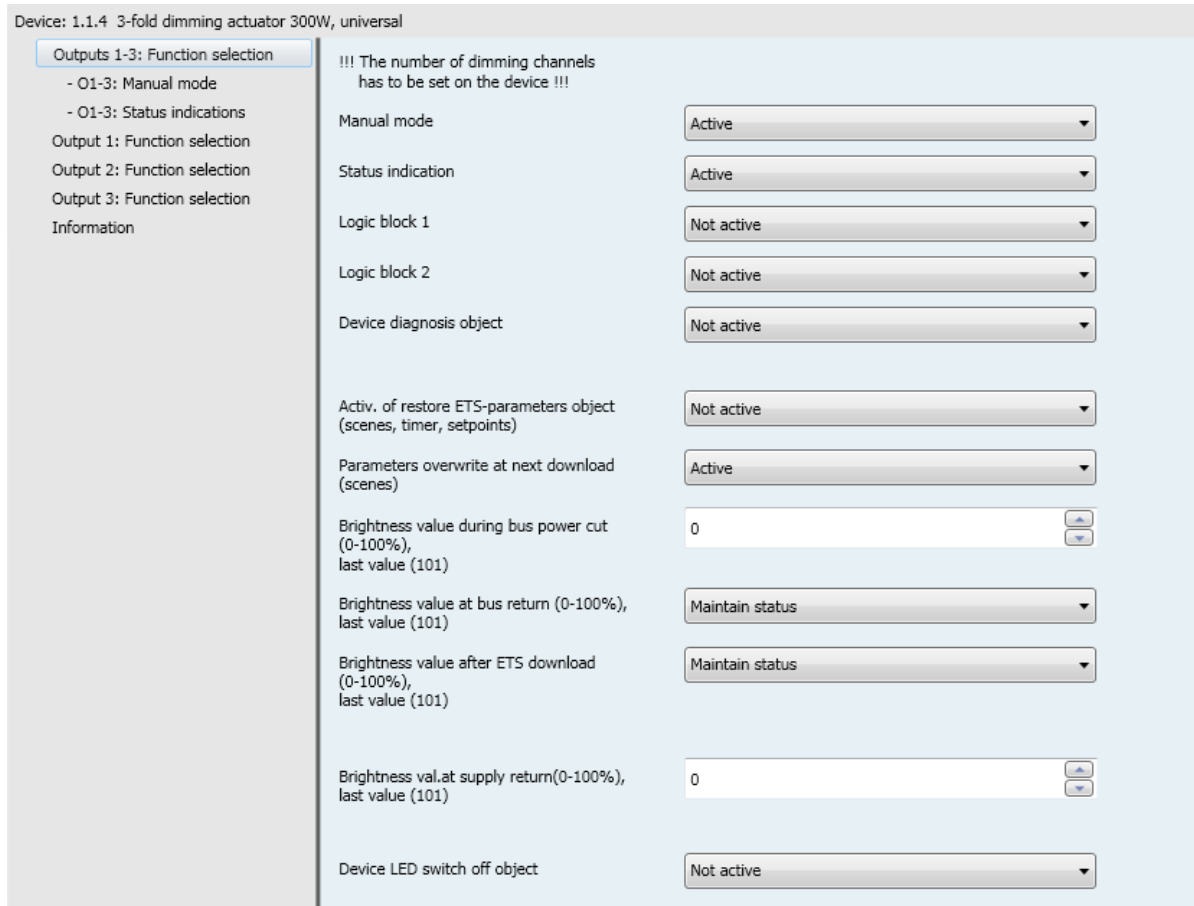 Device: 1.1.4 3-fold dimming actuator 300W, universal
Outputs 1-3: Function selection
- O1-3: Manual mode
- O1-3: Status indications
Output 1: Function selection
Output 2: Function selection
Output 3: Function selection
Information
!!! The number of dimming channels
has to be set on the device !!!
Manual mode
Active
Status indication
Active
Logic block 1
Not active
Logic block 2
Not active
Device diagnosis object
Not active
Activ. of restore ETS-parameters object
(scenes, timer, setpoints)
Not active
Parameters overwrite at next download
(scenes)
Active
Brightness value during bus power cut
(0-100%),
last value (101)
0
Brightness value at bus return (0-100%),
last value (101)
Maintain status
Brightness value after ETS download
(0-100%),
last value (101)
Maintain status
Brightness val.at supply return(0-100%),
last value (101)
0
Device LED switch off object
Not active